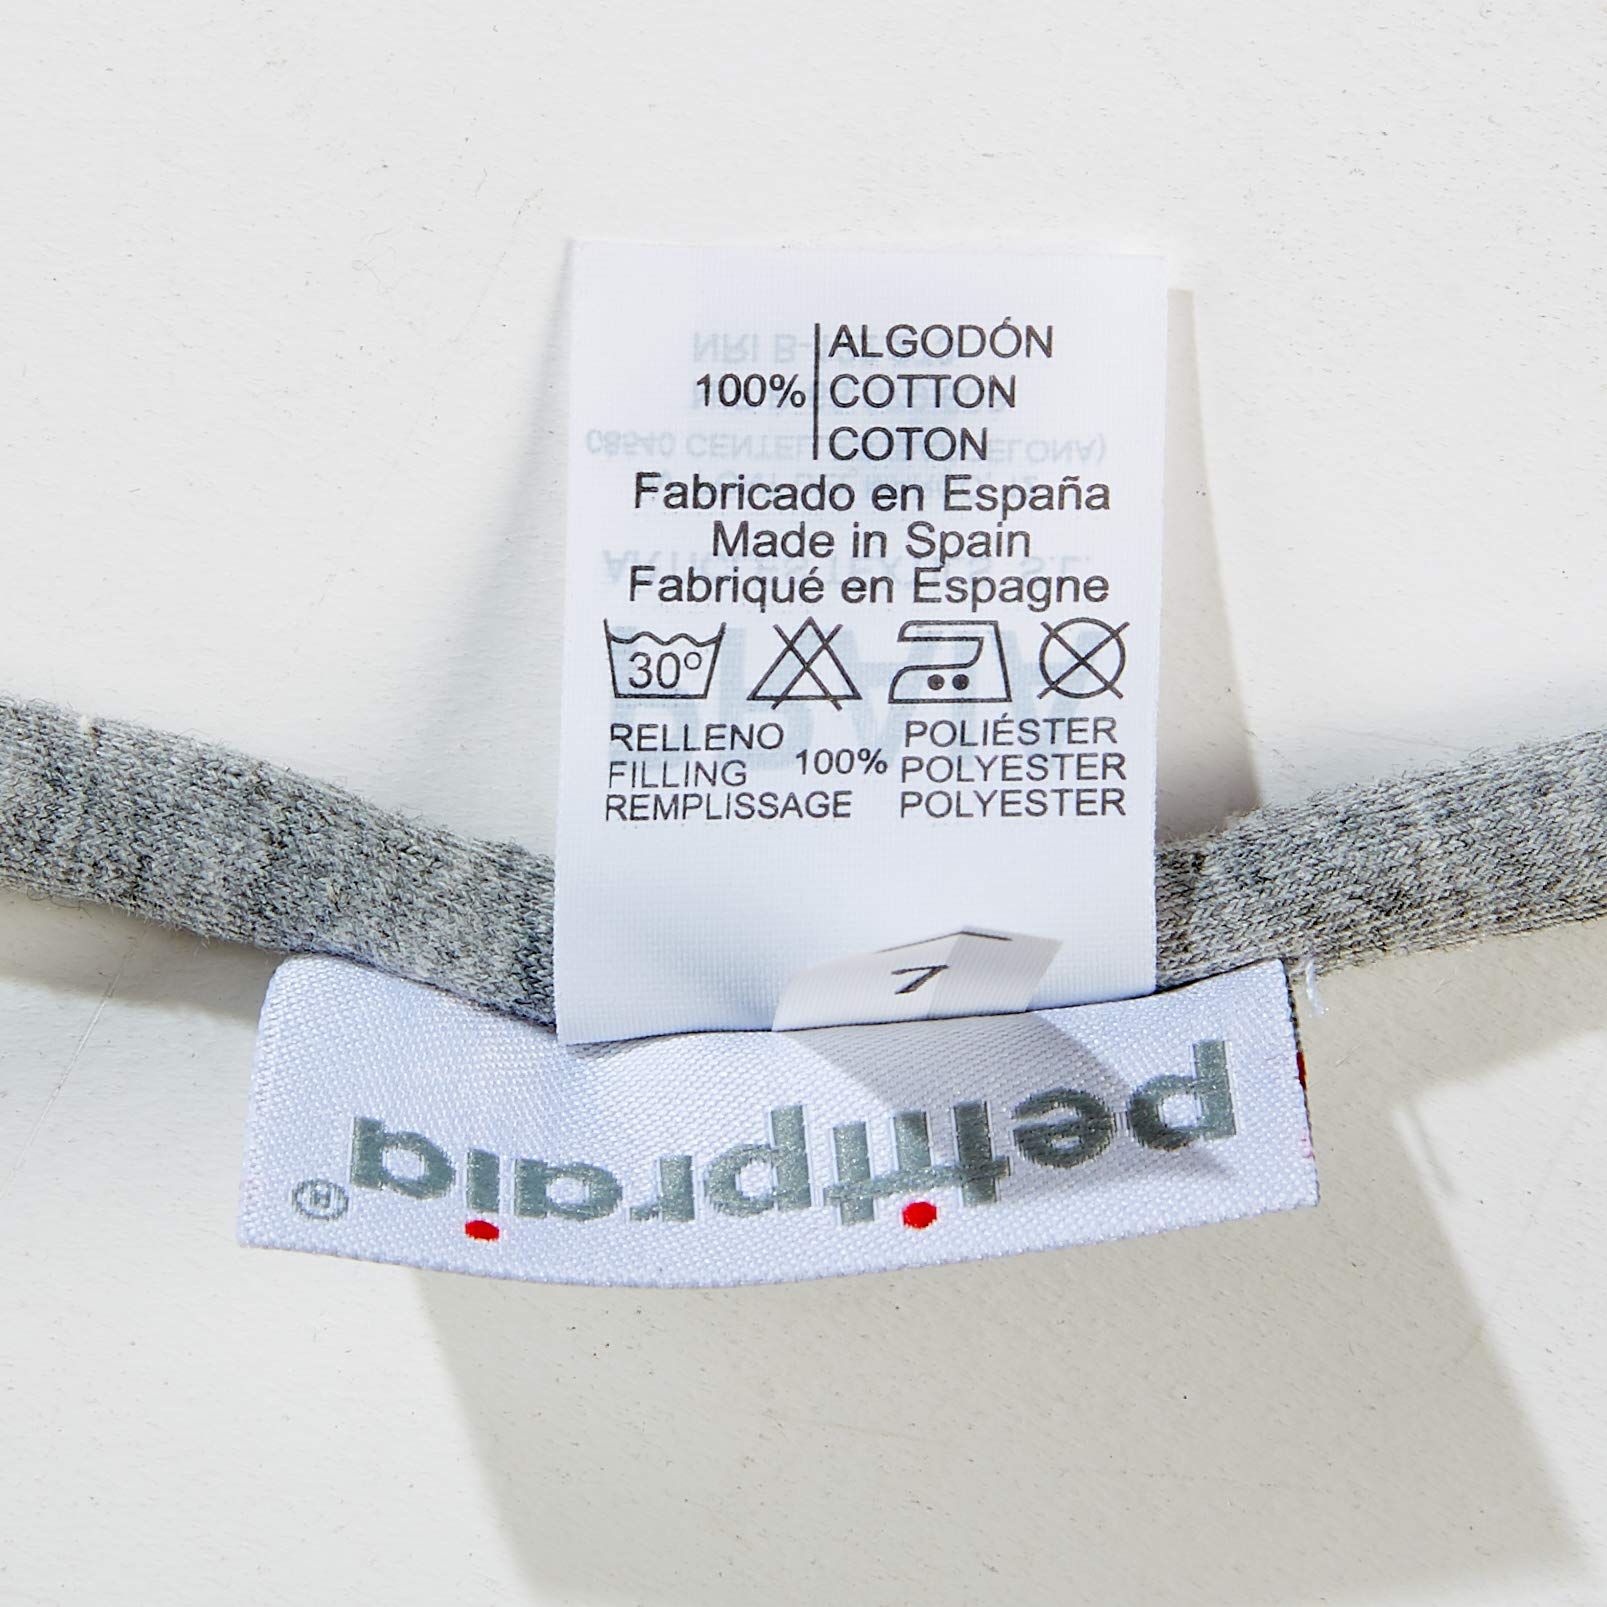 ALGODÓN
100% COTTON
COTON
Fabricado en España
Made in Spain
Fabriqué en Espagne
30º
RELLENO 100% POLIÉSTER
FILLING POLYESTER
REMPLISSAGE POLYESTER
petitpraia®